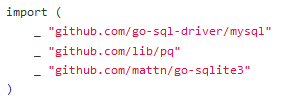 import (
    _ "github.com/go-sql-driver/mysql"
    _ "github.com/lib/pq"
    _ "github.com/mattn/go-sqlite3"
)